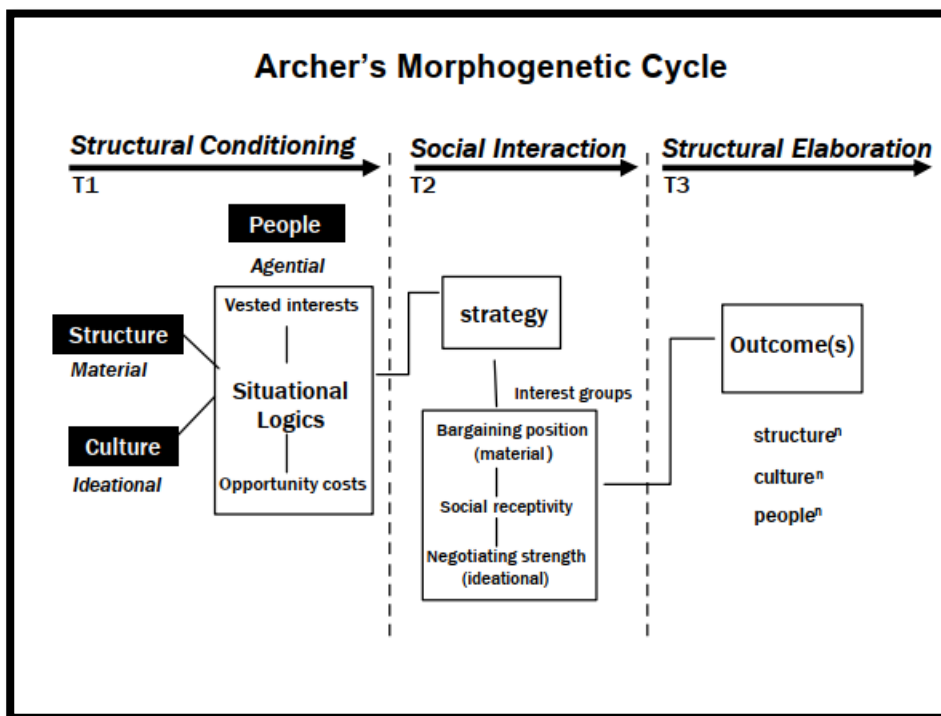 Archer's Morphogenetic Cycle
Structural Conditioning
T1
Social Interaction
T2
Structural Elaboration
T3
People
Agential
Structure
Material
Culture
Ideational
Vested interests
Situational
Logics
Opportunity costs
strategy
Interest groups
Bargaining position
(material)
Social receptivity
Negotiating strength
(ideational)
Outcome(s)
structureⁿ
cultureⁿ
peopleⁿ